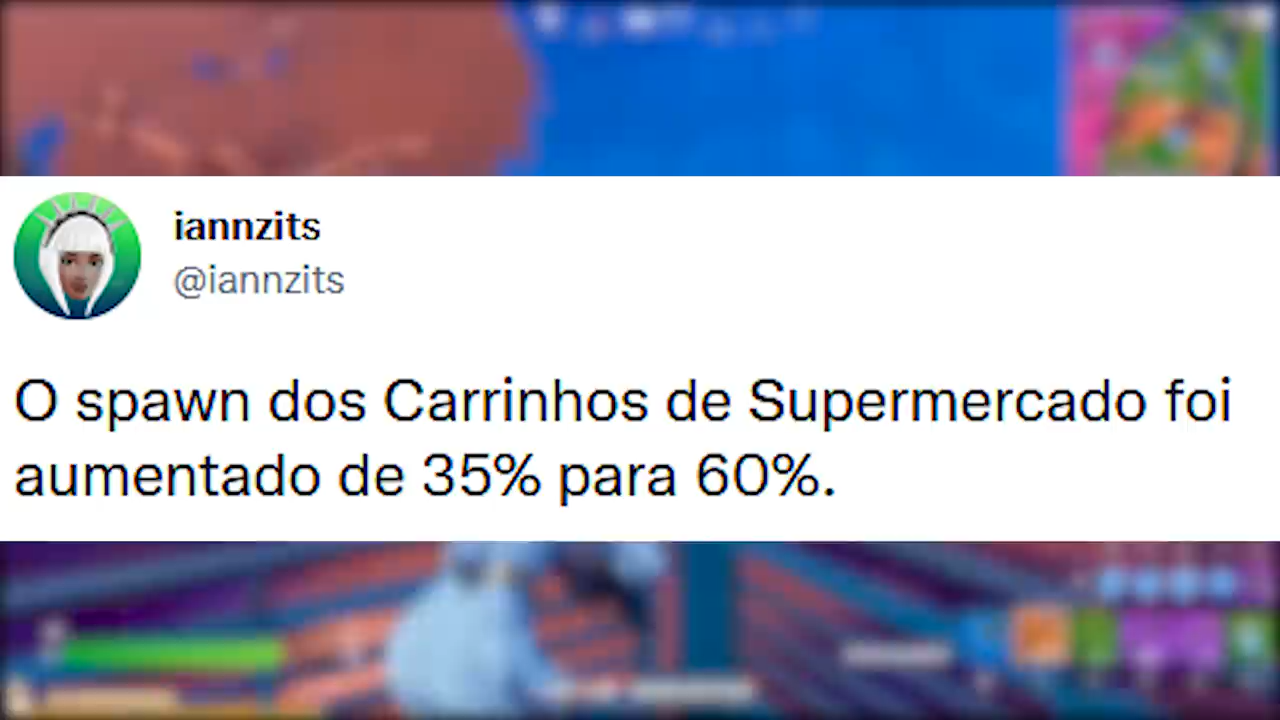 iannzits
@iannzits
O spawn dos Carrinhos de Supermercado foi
aumentado de 35% para 60%.